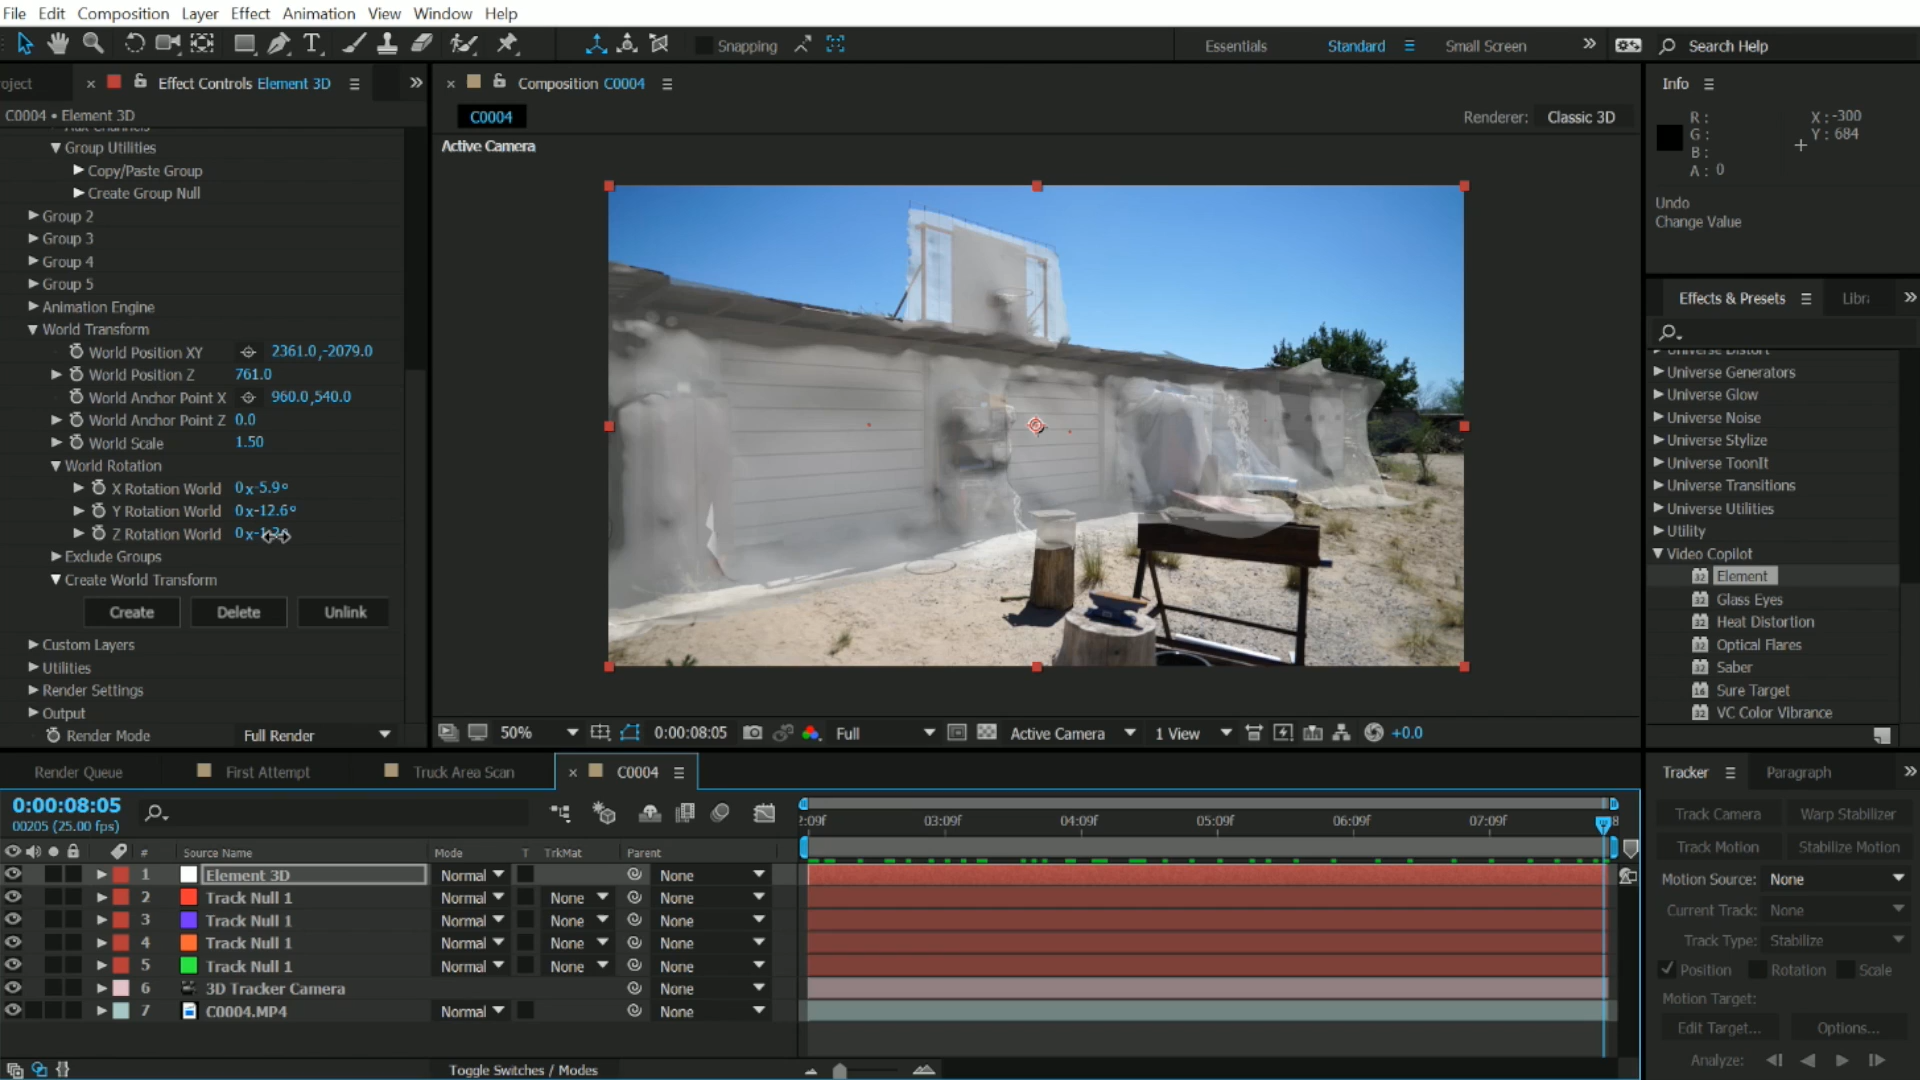 File Edit Composition Layer Effect Animation View Window Help
Snapping
Essentials Standard Small Screen Search Help
oject Effect Controls Element 3D
Composition C0004
Info
C0004 • Element 3D
C0004
Renderer: Classic 3D
Active Camera
R :
G :
B :
A : 0
X : -300
Y : 684
Undo
Change Value
Aux Channels
Group Utilities
Copy/Paste Group
Create Group Null
Group 2
Group 3
Group 4
Group 5
Animation Engine
World Transform
World Position XY 2361.0,-2079.0
World Position Z 761.0
World Anchor Point X 960.0,540.0
World Anchor Point Z 0.0
World Scale 1.50
World Rotation
X Rotation World 0x-5.9°
Y Rotation World 0x-12.6°
Z Rotation World
Exclude Groups
Create World Transform
Create Delete Unlink
Custom Layers
Utilities
Render Settings
Output
Render Mode Full Render
50% 0:00:08:05 Full Active Camera 1 View +0.0
Effects & Presets Libra
Universe Distort
Universe Generators
Universe Glow
Universe Noise
Universe Stylize
Universe ToonIt
Universe Transitions
Universe Utilities
Utility
Video Copilot
Element
Glass Eyes
Heat Distortion
Optical Flares
Saber
Sure Target
VC Color Vibrance
Render Queue First Attempt Truck Area Scan C0004
0:00:08:05
00205 (25.00 fps)
:09f 03:09f 04:09f 05:09f 06:09f 07:09f 8
# Source Name Mode T TrkMat Parent
1 Element 3D Normal None
2 Track Null 1 Normal None None
3 Track Null 1 Normal None None
4 Track Null 1 Normal None None
5 Track Null 1 Normal None None
6 3D Tracker Camera None
7 C0004.MP4 Normal None
Toggle Switches / Modes
Tracker Paragraph
Track Camera Warp Stabilizer
Track Motion Stabilize Motion
Motion Source: None
Current Track: None
Track Type: Stabilize
Position Rotation Scale
Motion Target:
Edit Target... Options...
Analyze: